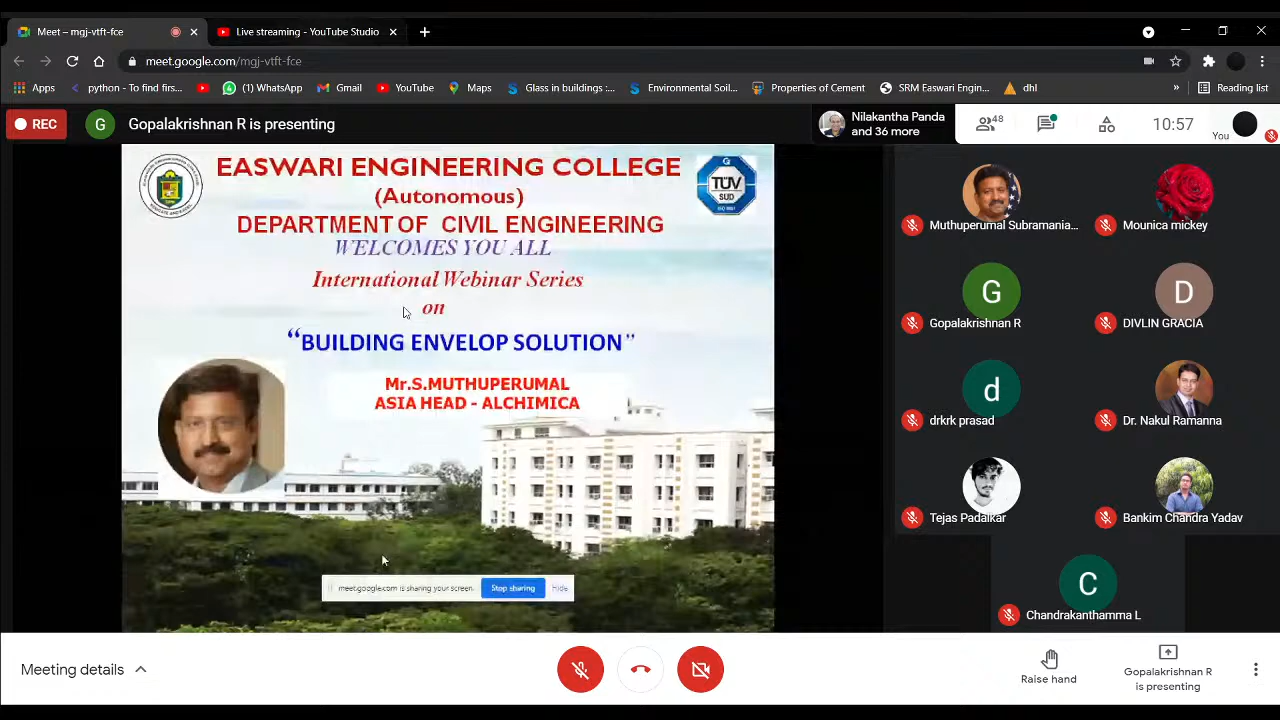 Meet – mgj-vtft-cfe
Live streaming - YouTube Studio
meet.google.com/mgj-vtft-cfe
Apps
python - To find firs...
(1) WhatsApp
Gmail
YouTube
Maps
Glass in buildings :...
Environmental Soil...
Properties of Cement
SRM Easwari Engin...
dhl
»
Reading list
REC
G
Gopalakrishnan R is presenting
Nilakantha Panda
and 36 more
48
10:57
You
EASWARI ENGINEERING COLLEGE
(Autonomous)
DEPARTMENT OF CIVIL ENGINEERING
WELCOMES YOU ALL
International Webinar Series
on
“BUILDING ENVELOP SOLUTION”
Mr.S.MUTHUPERUMAL
ASIA HEAD - ALCHIMICA
TÜV
SUD
meet.google.com is sharing your screen.
Stop sharing
Hide
Muthuperumal Subramania...
Mounica mickey
G
Gopalakrishnan R
D
DIVLIN GRACIA
d
drkrk prasad
Dr. Nakul Ramanna
Tejas Padalkar
Bankim Chandra Yadav
C
Chandrakanthamma L
Meeting details
Raise hand
Gopalakrishnan R
is presenting